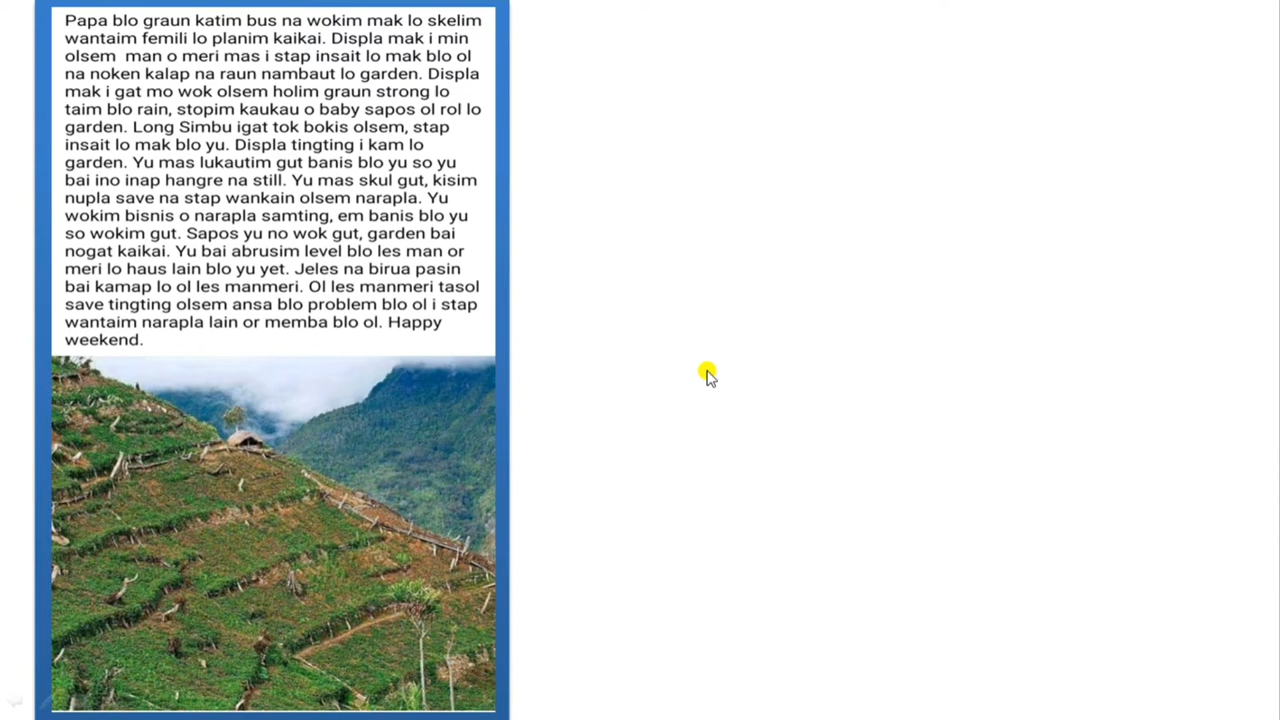 Papa blo graun katim bus na wokim mak lo skelim
wantaim femili lo planim kaikai. Displa mak i min
olsem  man o meri mas i stap insait lo mak blo ol
na noken kalap na raun nambaut lo garden. Displa
mak i gat mo wok olsem holim graun strong lo
taim blo rain, stopim kaukau o baby sapos ol rol lo
garden. Long Simbu igat tok bokis olsem, stap
insait lo mak blo yu. Displa tingting i kam lo
garden. Yu mas lukautim gut banis blo yu so yu
bai ino inap hangre na still. Yu mas skul gut, kisim
nupla save na stap wankain olsem narapla. Yu
wokim bisnis o narapla samting, em banis blo yu
so wokim gut. Sapos yu no wok gut, garden bai
nogat kaikai. Yu bai abrusim level blo les man or
meri lo haus lain blo yu yet. Jeles na birua pasin
bai kamap lo ol les manmeri. Ol les manmeri tasol
save tingting olsem ansa blo problem blo ol i stap
wantaim narapla lain or memba blo ol. Happy
weekend.